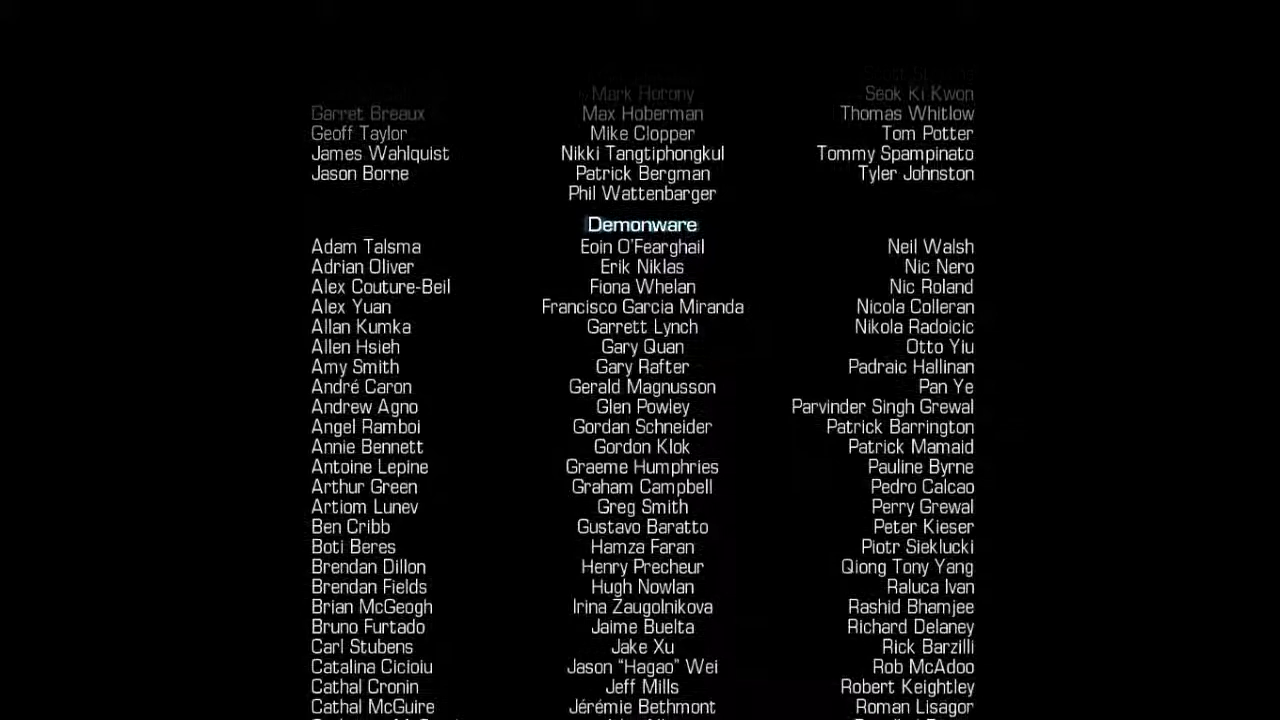 Garret Breaux
Geoff Taylor
James Wahlquist
Jason Borne
Mark Horony
Max Hoberman
Mike Clopper
Nikki Tangtiphongkul
Patrick Bergman
Phil Wattenbarger
Seok Ki Kwon
Thomas Whitlow
Tom Potter
Tommy Spampinato
Tyler Johnston
Demonware
Adam Talsma
Adrian Oliver
Alex Couture-Beil
Alex Yuan
Allan Kumka
Allen Hsieh
Amy Smith
André Caron
Andrew Agno
Angel Ramboi
Annie Bennett
Antoine Lepine
Arthur Green
Artiom Lunev
Ben Cribb
Boti Beres
Brendan Dillon
Brendan Fields
Brian McGeogh
Bruno Furtado
Carl Stubens
Catalina Cicioiu
Cathal Cronin
Cathal McGuire
Eoin O'Fearghail
Erik Niklas
Fiona Whelan
Francisco Garcia Miranda
Garrett Lynch
Gary Quan
Gary Rafter
Gerald Magnusson
Glen Powley
Gordan Schneider
Gordon Klok
Graeme Humphries
Graham Campbell
Greg Smith
Gustavo Baratto
Hamza Faran
Henry Precheur
Hugh Nowlan
Irina Zaugolnikova
Jaime Buelta
Jake Xu
Jason “Hagao” Wei
Jeff Mills
Jérémie Bethmont
Neil Walsh
Nic Nero
Nic Roland
Nicola Colleran
Nikola Radoicic
Otto Yiu
Padraic Hallinan
Pan Ye
Parvinder Singh Grewal
Patrick Barrington
Patrick Mamaid
Pauline Byrne
Pedro Calcao
Perry Grewal
Peter Kieser
Piotr Sieklucki
Qiong Tony Yang
Raluca Ivan
Rashid Bhamjee
Richard Delaney
Rick Barzilli
Rob McAdoo
Robert Keightley
Roman Lisagor